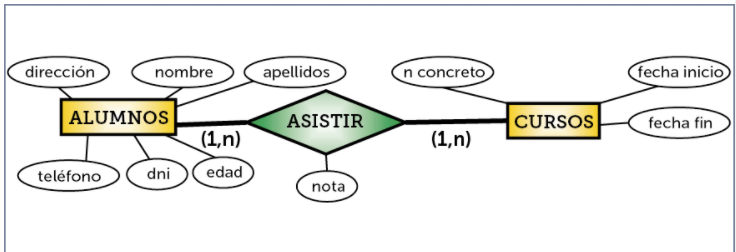 dirección
nombre
apellidos
n concreto
fecha inicio
ALUMNOS
ASISTIR
CURSOS
fecha fin
(1,n)
(1,n)
teléfono
dni
edad
nota